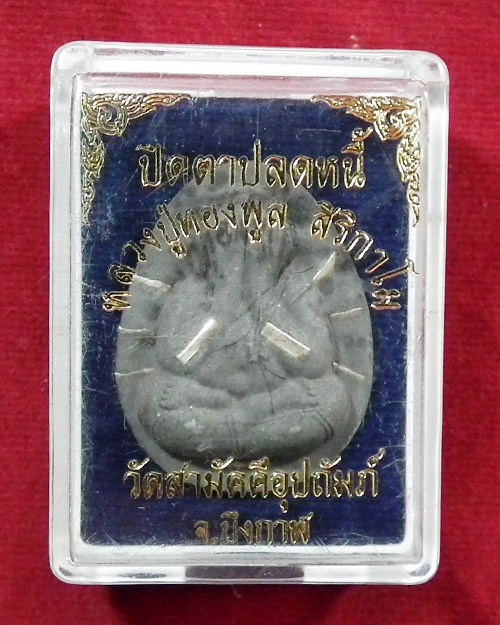 ปิดตาปลดหนี้
หลวงปู่ทองพูล สิริกาโม
วัดสามัคคีอุปถัมภ์
จ.บึงกาฬ